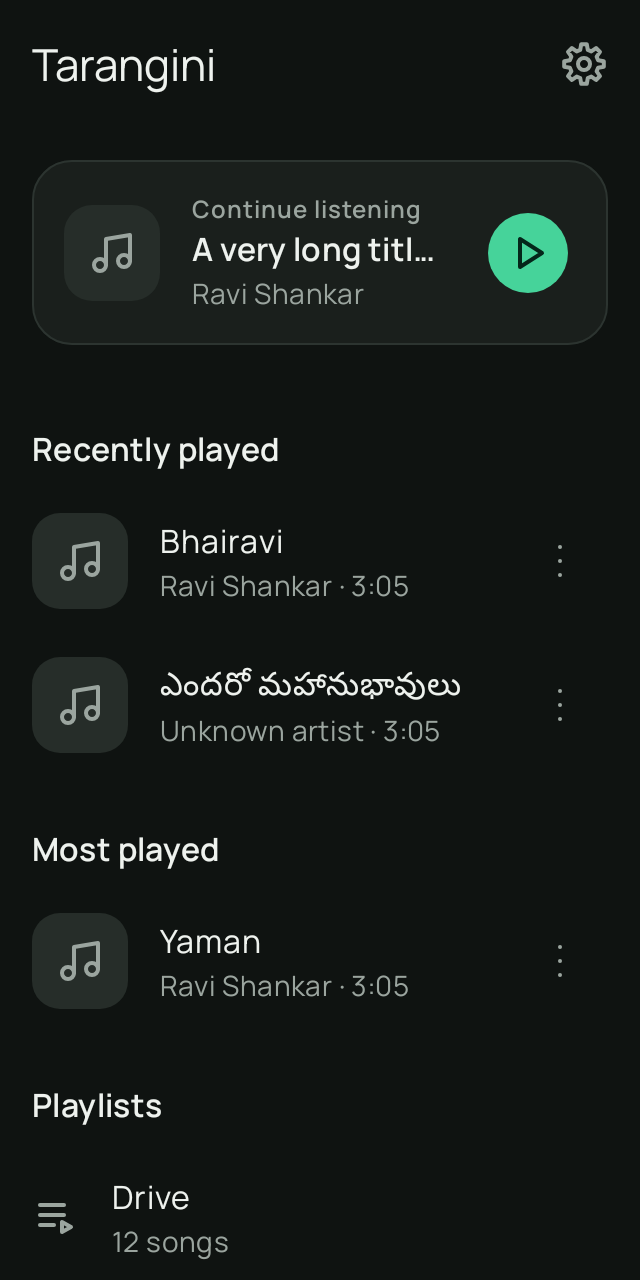 Tarangini
Continue listening
A very long titl...
Ravi Shankar
Recently played
Bhairavi
Ravi Shankar · 3:05
ఎందరో మహానుభావులు
Unknown artist · 3:05
Most played
Yaman
Ravi Shankar · 3:05
Playlists
Drive
12 songs